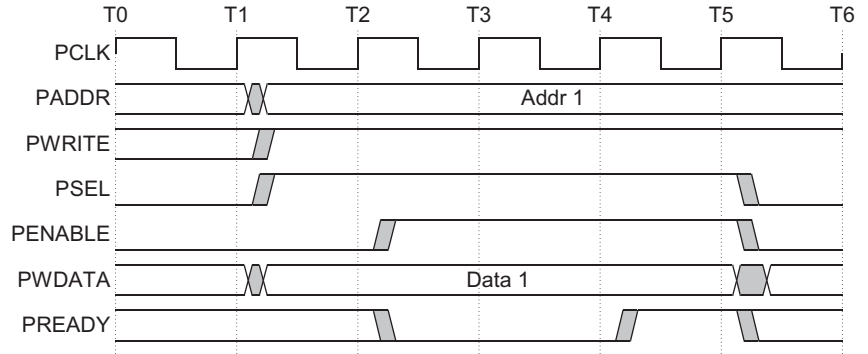 T0 T1 T2 T3 T4 T5 T6
PCLK
PADDR Addr 1
PWRITE
PSEL
PENABLE
PWDATA Data 1
PREADY